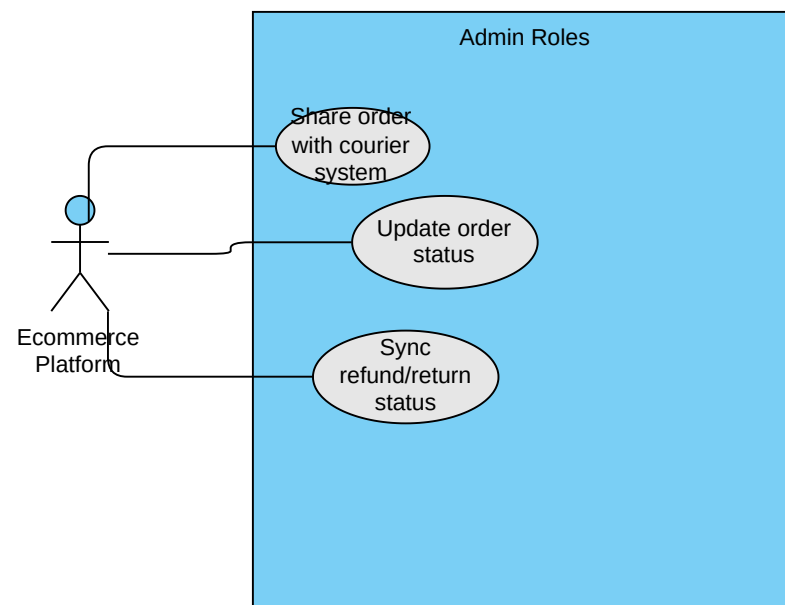 Admin Roles
Share order
with courier
system
Update order
status
Ecommerce
Platform
Sync
refund/return
status